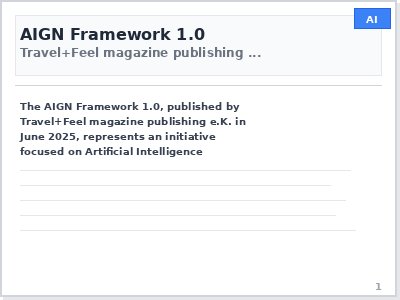 AI
AIGN Framework 1.0
Travel+Feel magazine publishing ...
The AIGN Framework 1.0, published by
Travel+Feel magazine publishing e.K. in
June 2025, represents an initiative
focused on Artificial Intelligence
1